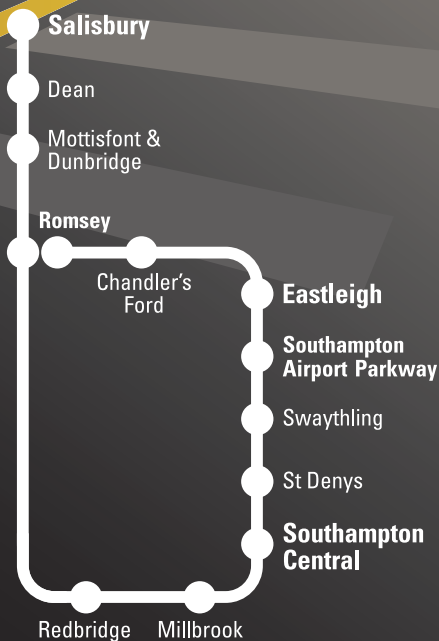 Salisbury
Dean
Mottisfont &
Dunbridge
Romsey
Chandler's
Ford
Eastleigh
Southampton
Airport Parkway
Swaythling
St Denys
Southampton
Central
Redbridge
Millbrook